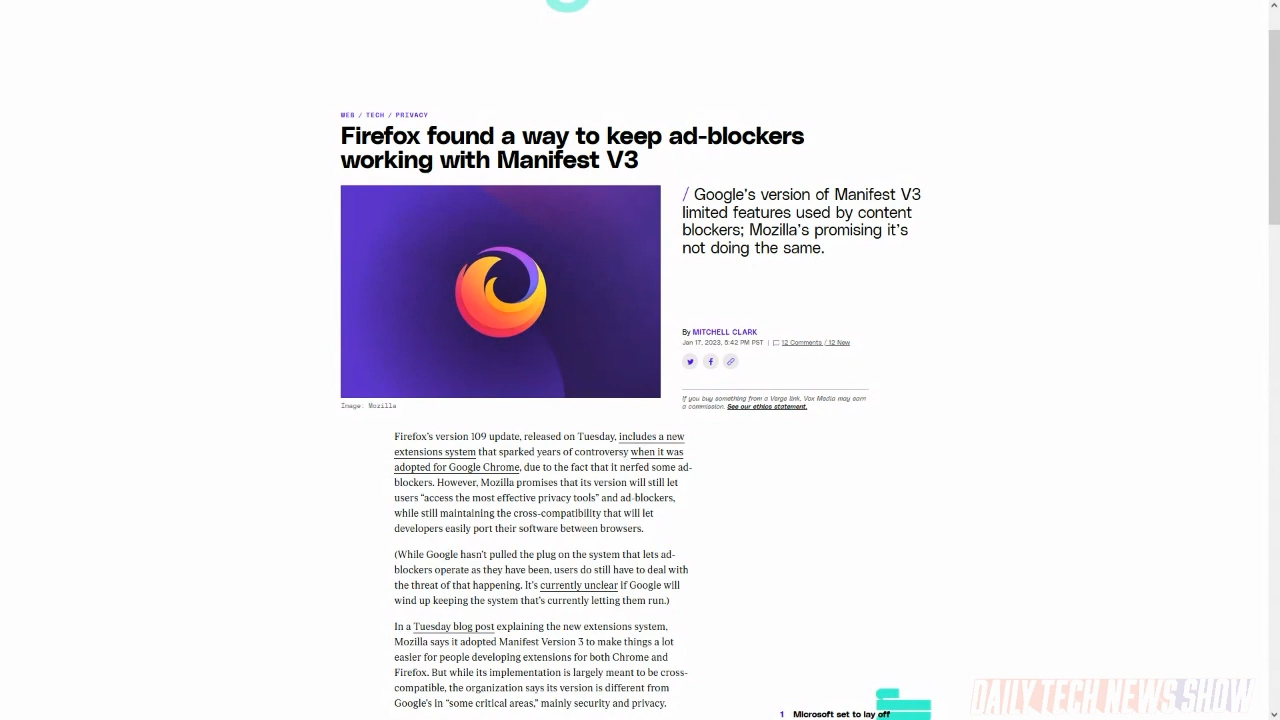 WEB / TECH / PRIVACY
Firefox found a way to keep ad-blockers
working with Manifest V3
/ Google’s version of Manifest V3
limited features used by content
blockers; Mozilla’s promising it’s
not doing the same.
By MITCHELL CLARK
Jan 17, 2023, 5:42 PM PST | 12 Comments / 12 New
If you buy something from a Verge link, Vox Media may earn
a commission. See our ethics statement.
Image: Mozilla
Firefox’s version 109 update, released on Tuesday, includes a new
extensions system that sparked years of controversy when it was
adopted for Google Chrome, due to the fact that it nerfed some ad-
blockers. However, Mozilla promises that its version will still let
users “access the most effective privacy tools” and ad-blockers,
while still maintaining the cross-compatibility that will let
developers easily port their software between browsers.
(While Google hasn’t pulled the plug on the system that lets ad-
blockers operate as they have been, users do still have to deal with
the threat of that happening. It’s currently unclear if Google will
wind up keeping the system that’s currently letting them run.)
In a Tuesday blog post explaining the new extensions system,
Mozilla says it adopted Manifest Version 3 to make things a lot
easier for people developing extensions for both Chrome and
Firefox. But while its implementation is largely meant to be cross-
compatible, the organization says its version is different from
Google’s in “some critical areas,” mainly security and privacy.
1 Microsoft set to lay off
DAILY TECH NEWS SHOW